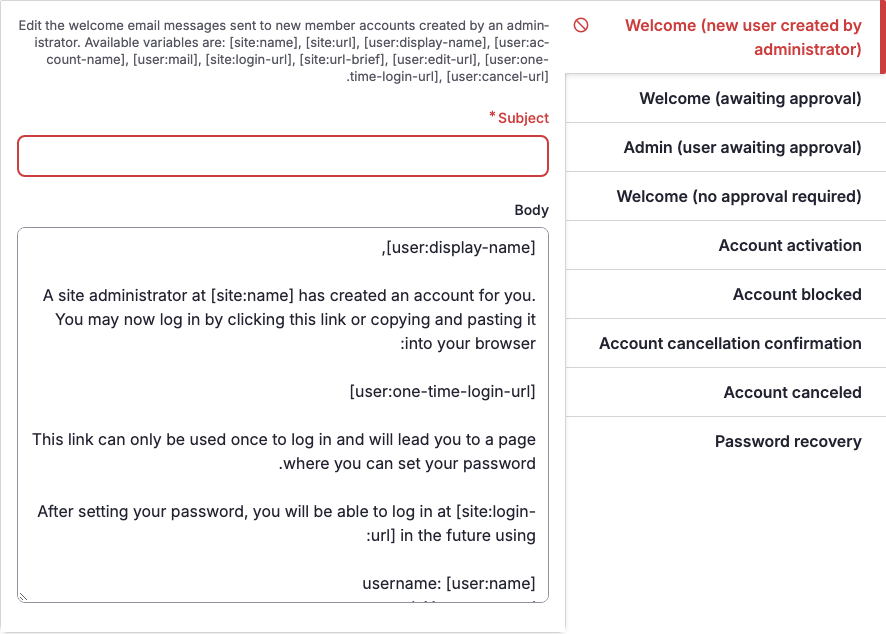 Welcome (new user created by
administrator)
Welcome (awaiting approval)
Admin (user awaiting approval)
Welcome (no approval required)
Account activation
Account blocked
Account cancellation confirmation
Account canceled
Password recovery
Edit the welcome email messages sent to new member accounts created by an admin-
istrator. Available variables are: [site:name], [site:url], [user:display-name], [user:ac-
count-name], [user:mail], [site:login-url], [site:url-brief], [user:edit-url], [user:one-
.time-login-url], [user:cancel-url]
*Subject
Body
,[user:display-name]
A site administrator at [site:name] has created an account for you.
You may now log in by clicking this link or copying and pasting it
:into your browser
[user:one-time-login-url]
This link can only be used once to log in and will lead you to a page
.where you can set your password
After setting your password, you will be able to log in at [site:login-
:url] in the future using
username: [user:name]